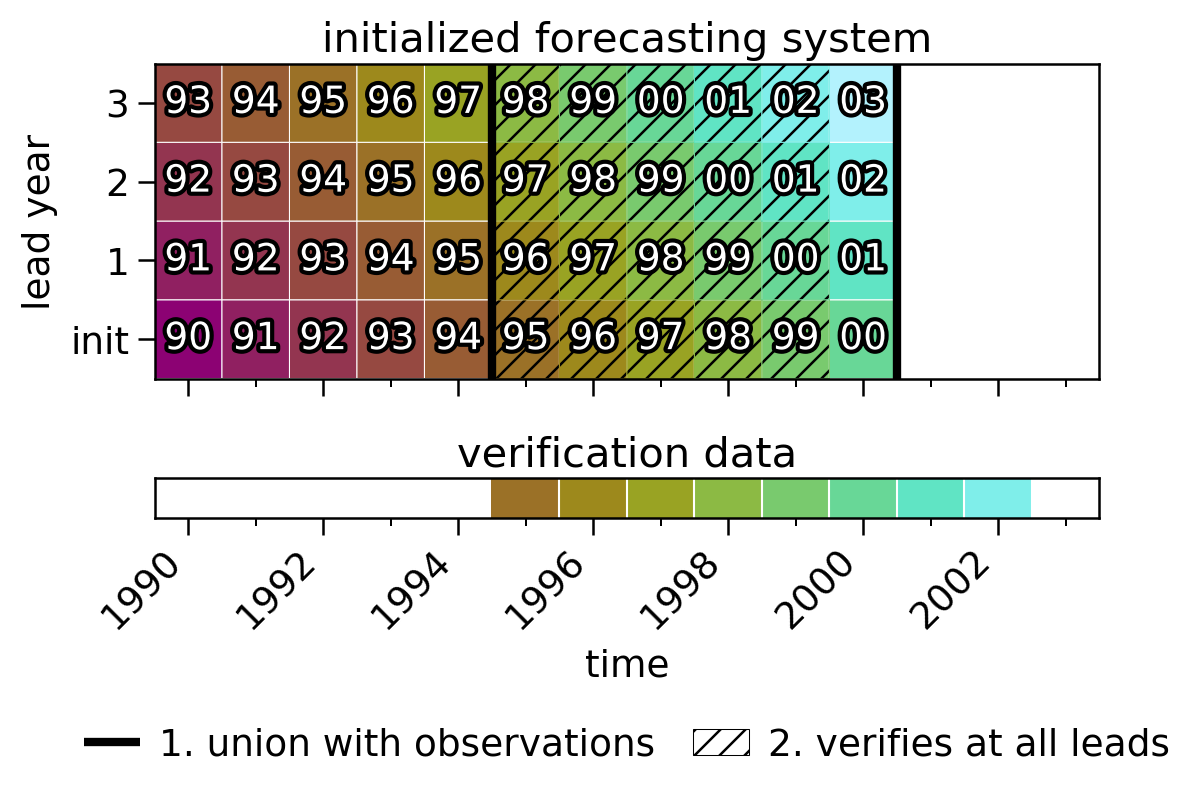 initialized forecasting system
3 93 94 95 96 97 98 99 00 01 02 03
2 92 93 94 95 96 97 98 99 00 01 02
1 91 92 93 94 95 96 97 98 99 00 01
init 90 91 92 93 94 95 96 97 98 99 00
lead year
verification data
1990 1992 1994 1996 1998 2000 2002
time
1. union with observations 2. verifies at all leads